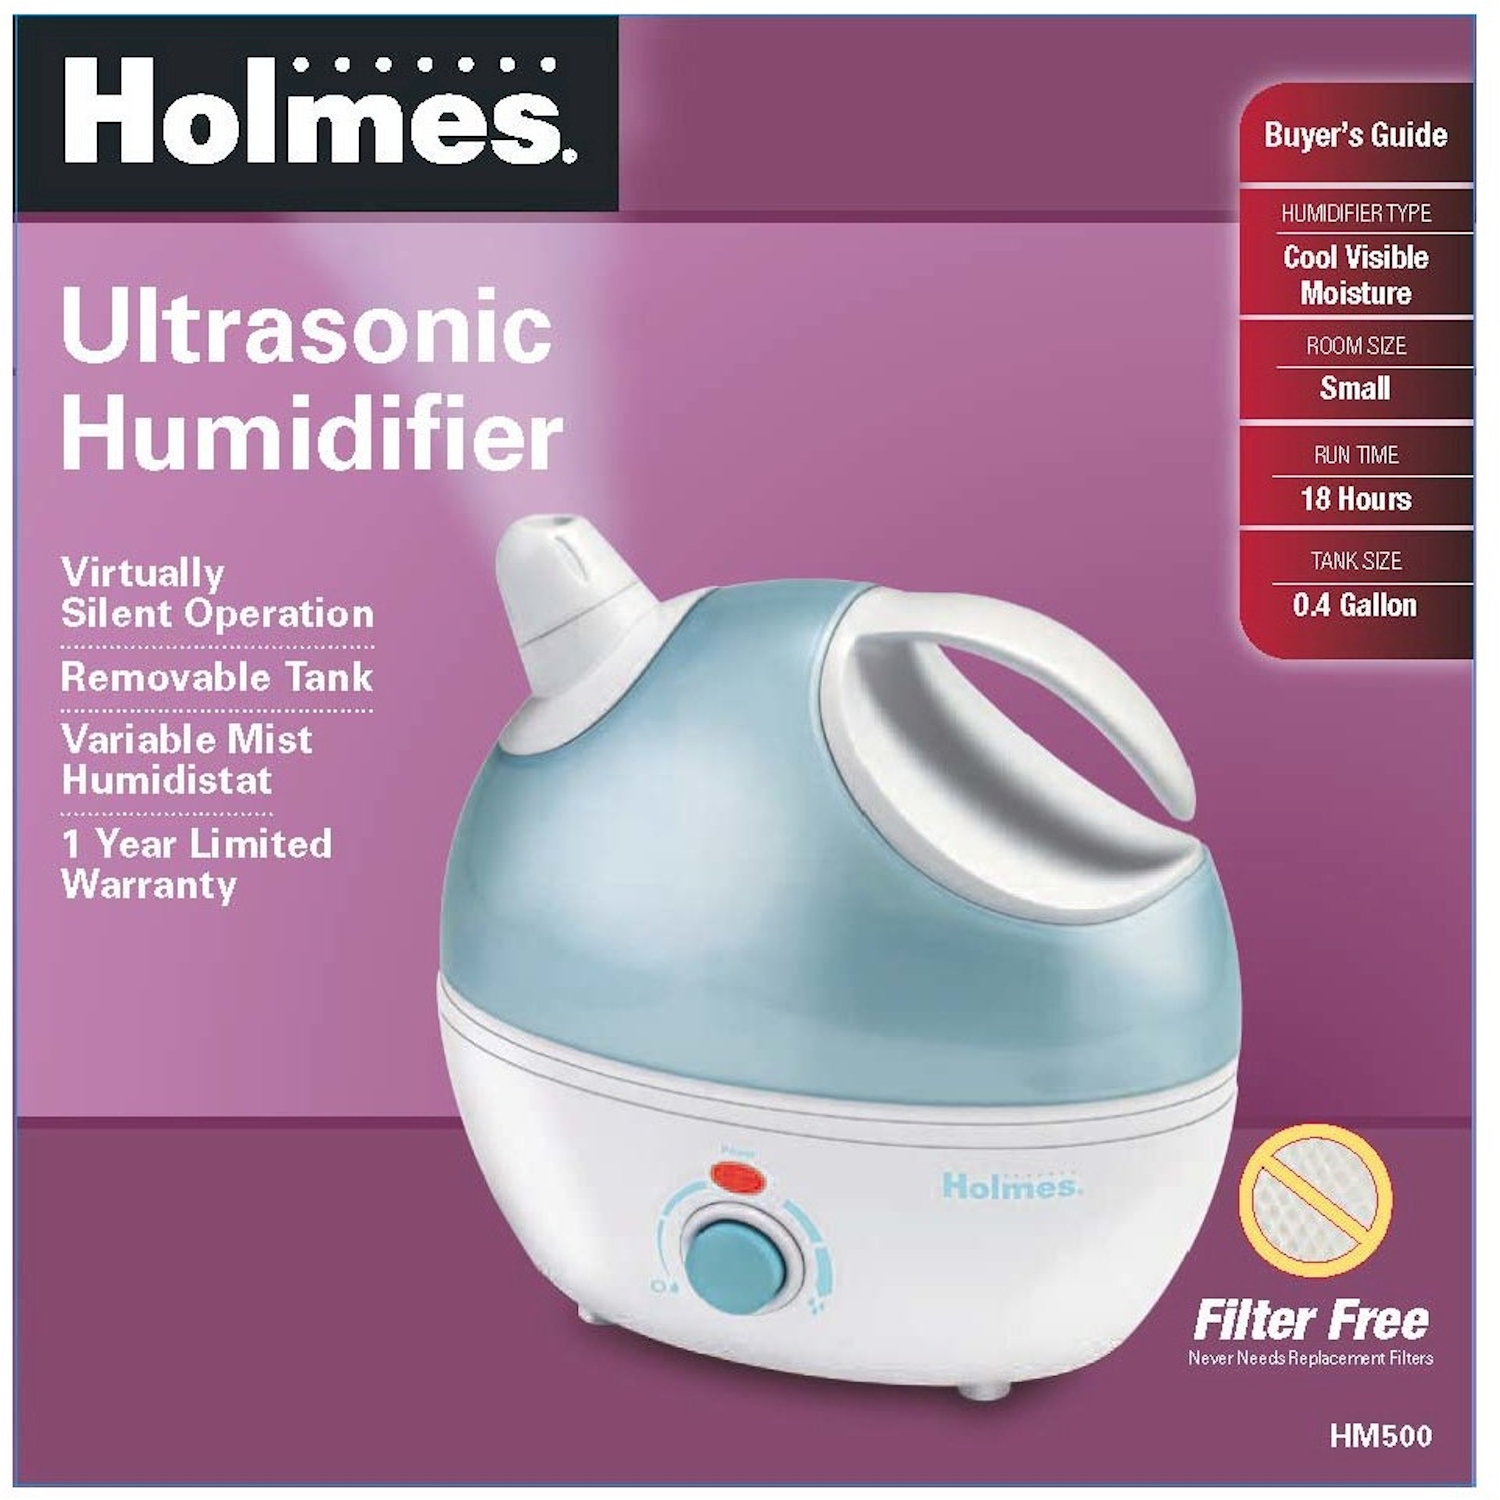 Holmes.
Ultrasonic
Humidifier
Virtually
Silent Operation
Removable Tank
Variable Mist
Humidistat
1 Year Limited
Warranty
Buyer's Guide
HUMIDIFIER TYPE
Cool Visible
Moisture
ROOM SIZE
Small
RUN TIME
18 Hours
TANK SIZE
0.4 Gallon
Power
Holmes.
Filter Free
Never Needs Replacement Filters
HM500